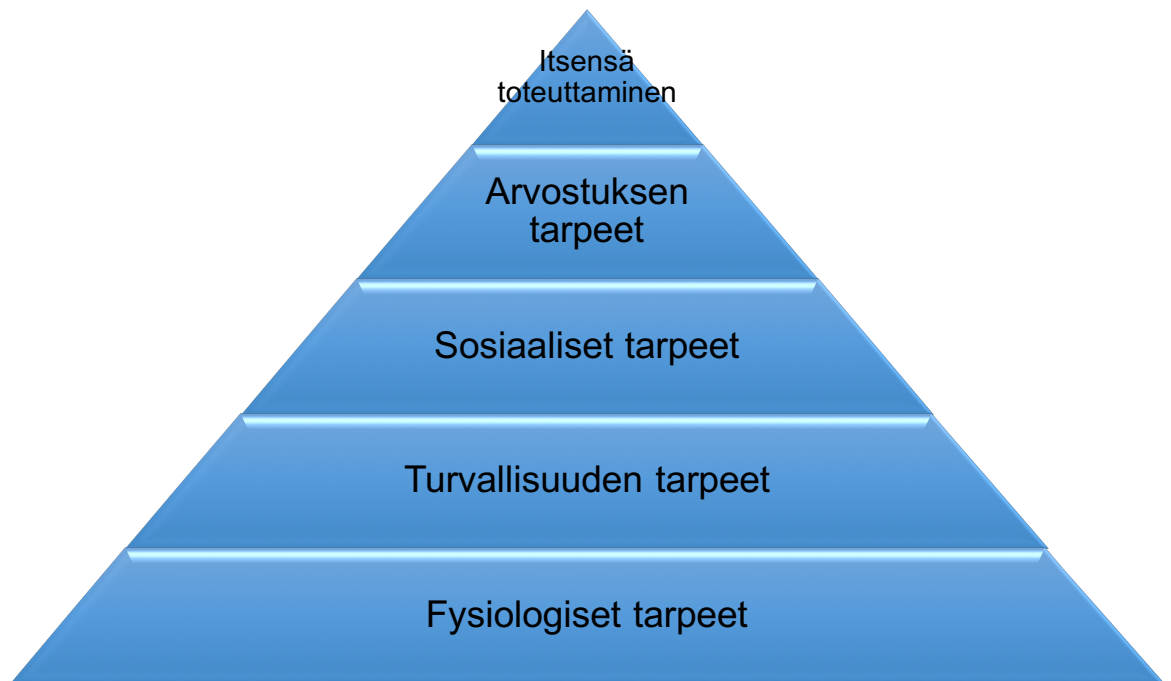 Itsensä
toteuttaminen
Arvostuksen
tarpeet
Sosiaaliset tarpeet
Turvallisuuden tarpeet
Fysiologiset tarpeet